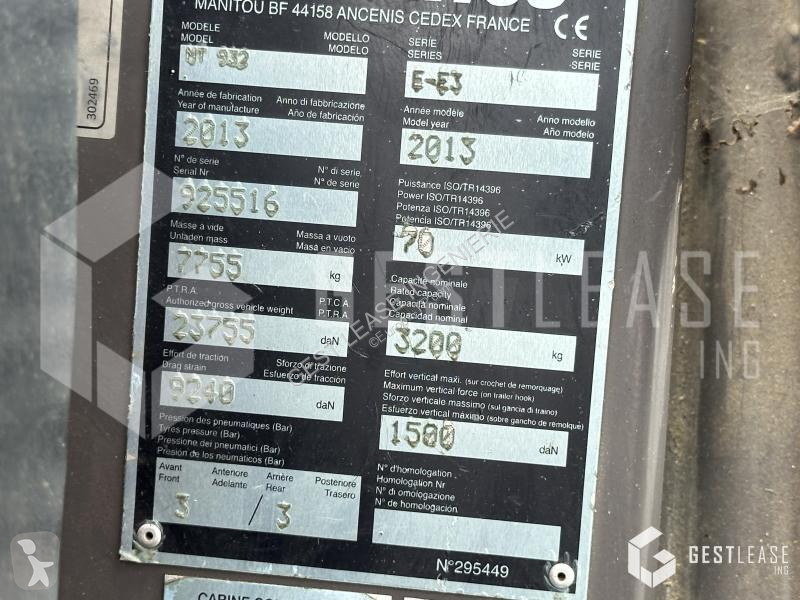 MANITOU BF 44158 ANCENIS CEDEX FRANCE
CE
MODELE MODELLO
MODEL MODELO
MT 932
SERIE SERIE
SERIES SERIE
E-E3
Année de fabrication Anno di fabbricazione
Year of manufacture Año de fabricación
2013
Année modèle Anno modello
Model year Año modelo
2013
N° de serie N° di serie
Serial Nr N° de serie
925516
Puissance ISO/TR14396
Power ISO/TR14396
Potenza ISO/TR14396
Potencia ISO/TR14396
70 kW
Masse à vide Massa a vuoto
Unladen mass Masa en vacio
7755 kg
Capacité nominale
Rated capacity
Capacita nominale
Capacidad nominal
3200 kg
P.T.R.A. P.T.C.A
Authorized gross vehicle weight P.T.R.A.
23755 daN
Effort de traction Sforzo di trazione
Drag strain Esfuerzo de tracción
9240 daN
Effort vertical maxi. (sur crochet de remorquage)
Maximum vertical force (on trailer hook)
Sforzo verticale massimo (sul gancia di traino)
Esfuerzo vertical máximo (sobre gancho de remolque)
1500 daN
Pression des pneumatiques (Bar)
Tyres pressure (Bar)
Pressione dei pneumatici (Bar)
Presión de los neumáticos (Bar)
Avant Anteriore Arrière Posteriore
Front Adelante Rear Trasero
3 / 3
N° d'homologation
Homologation Nr
N° di omologazione
N° de homologación
N°295449
302469
GESTLEASE INGENIERIE
GESTLEASE
ING
GESTLEASE
ING